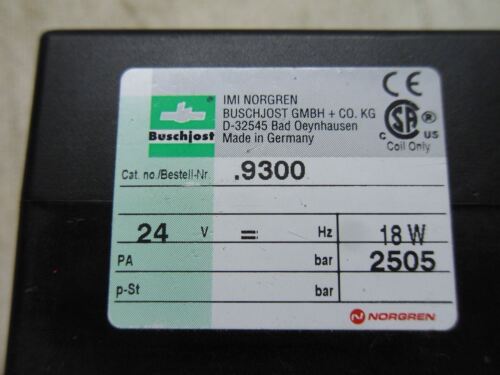 IMI NORGREN
BUSCHJOST GMBH + CO. KG
D-32545 Bad Oeynhausen
Made in Germany
Buschjost
CE
C SA ® US
Coil Only
Cat. no./Bestell-Nr. .9300
24 V = Hz 18 W
PA bar 2505
p-St bar
NORGREN